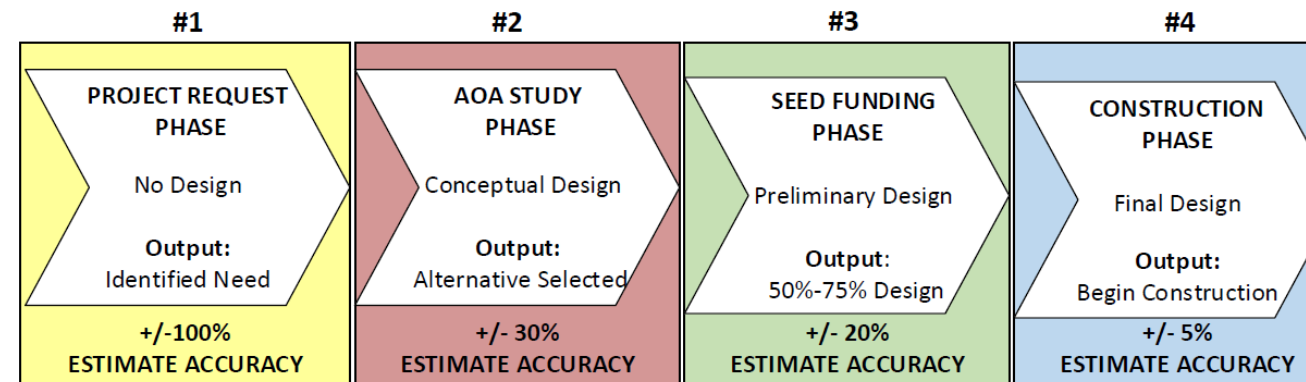 #1
PROJECT REQUEST
PHASE
No Design
Output:
Identified Need
+/-100%
ESTIMATE ACCURACY
#2
AOA STUDY
PHASE
Conceptual Design
Output:
Alternative Selected
+/- 30%
ESTIMATE ACCURACY
#3
SEED FUNDING
PHASE
Preliminary Design
Output:
50%-75% Design
+/- 20%
ESTIMATE ACCURACY
#4
CONSTRUCTION
PHASE
Final Design
Output:
Begin Construction
+/- 5%
ESTIMATE ACCURACY